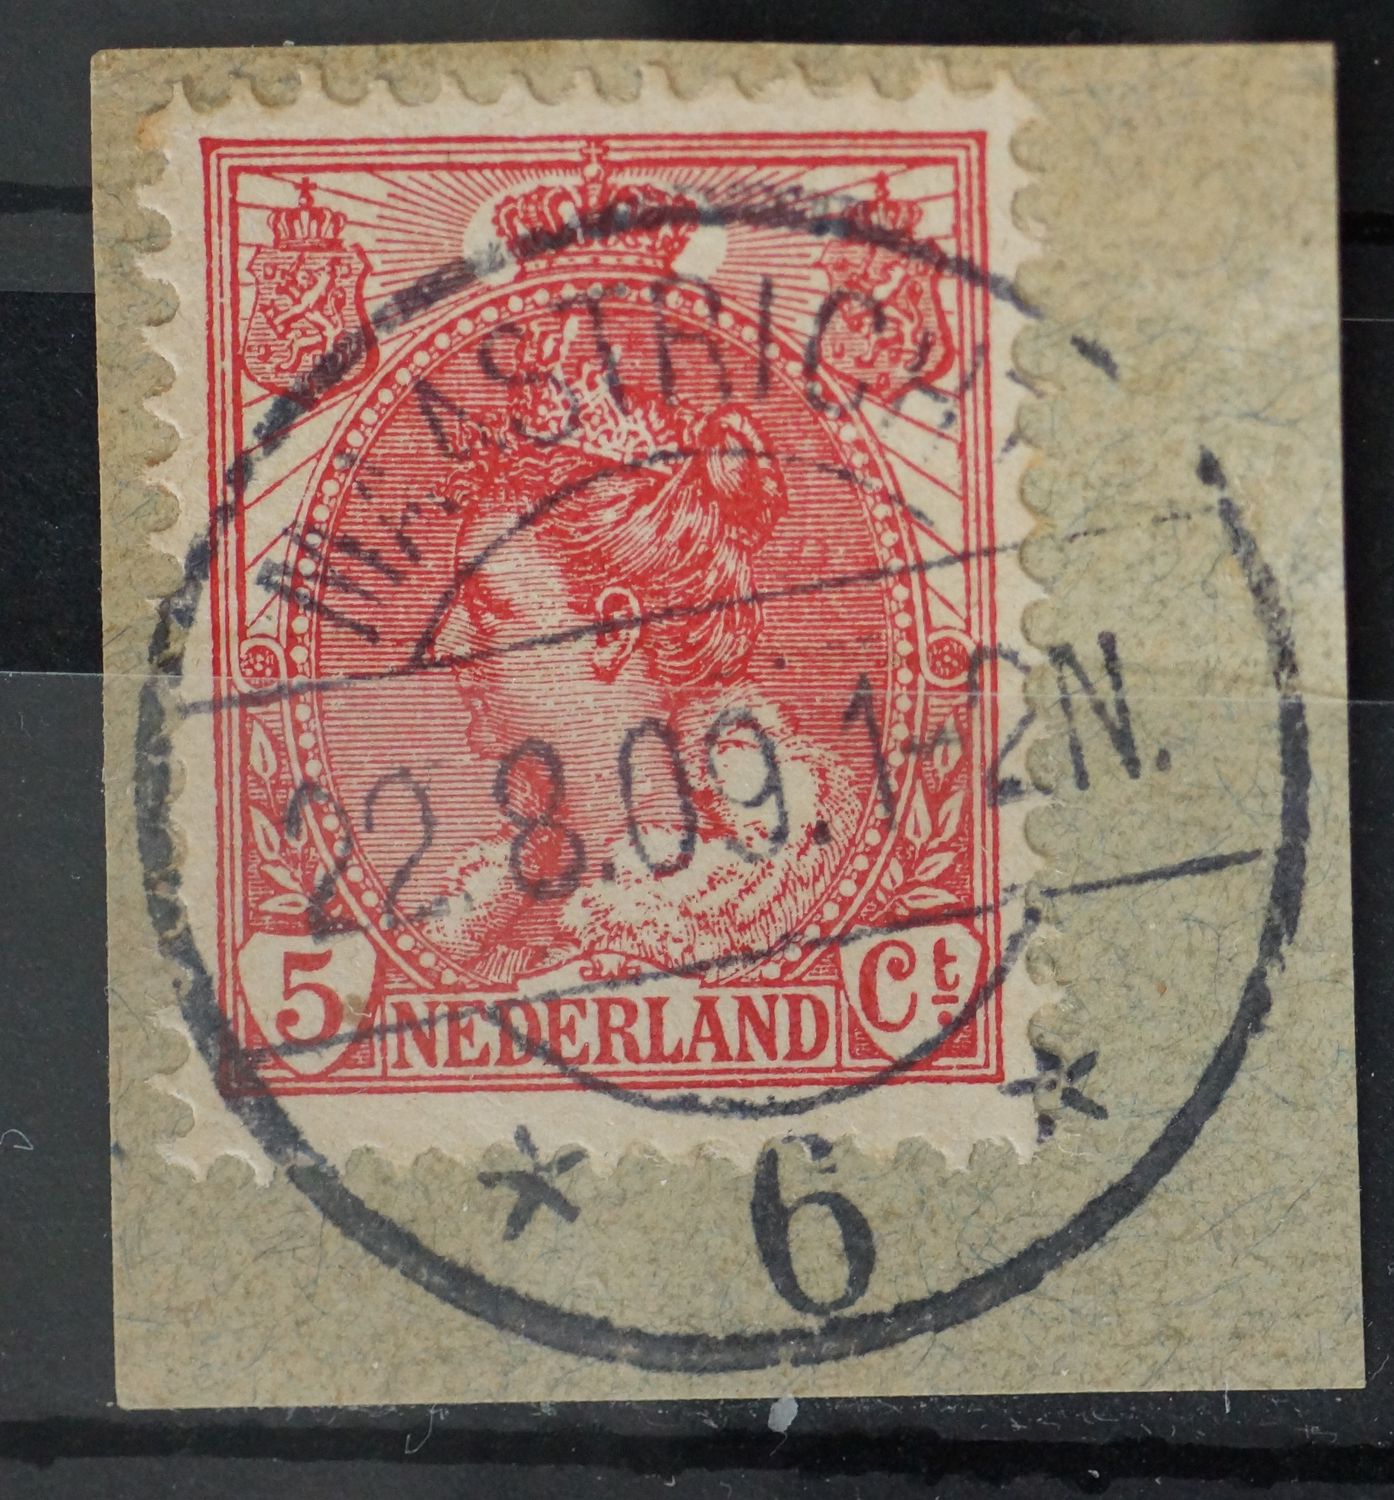 MAASTRICHT
22.8.09.1-2N.
5 NEDERLAND Ct.
* 6 *